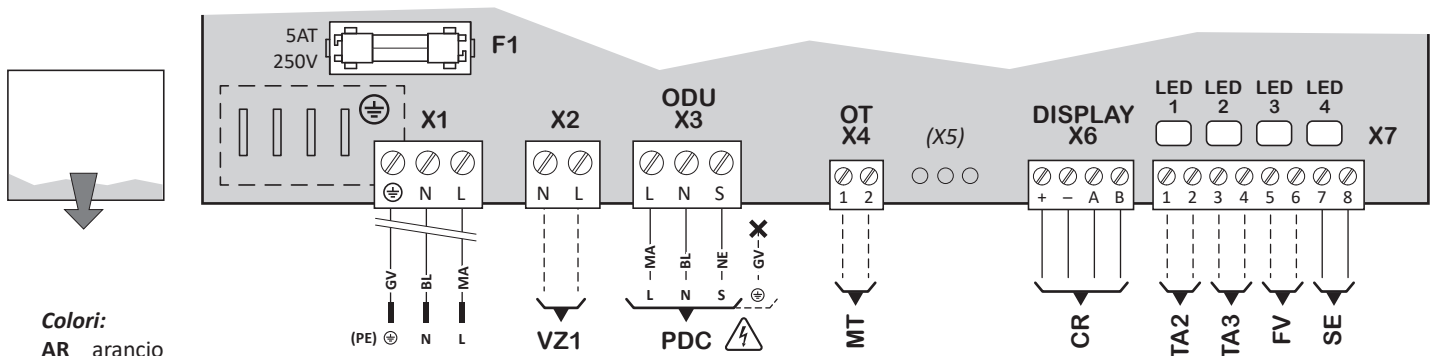 5AT
250V
F1
X1
X2
ODU
X3
OT
X4
(X5)
DISPLAY
X6
LED
1
LED
2
LED
3
LED
4
X7
N L
N L
L N S
1 2
+ – A B
1 2 3 4 5 6 7 8
GV BL MA
MA BL NE GV
(PE) N L
L N S
VZ1
PDC
MT
CR
TA2
TA3
FV
SE
Colori:
AR arancio